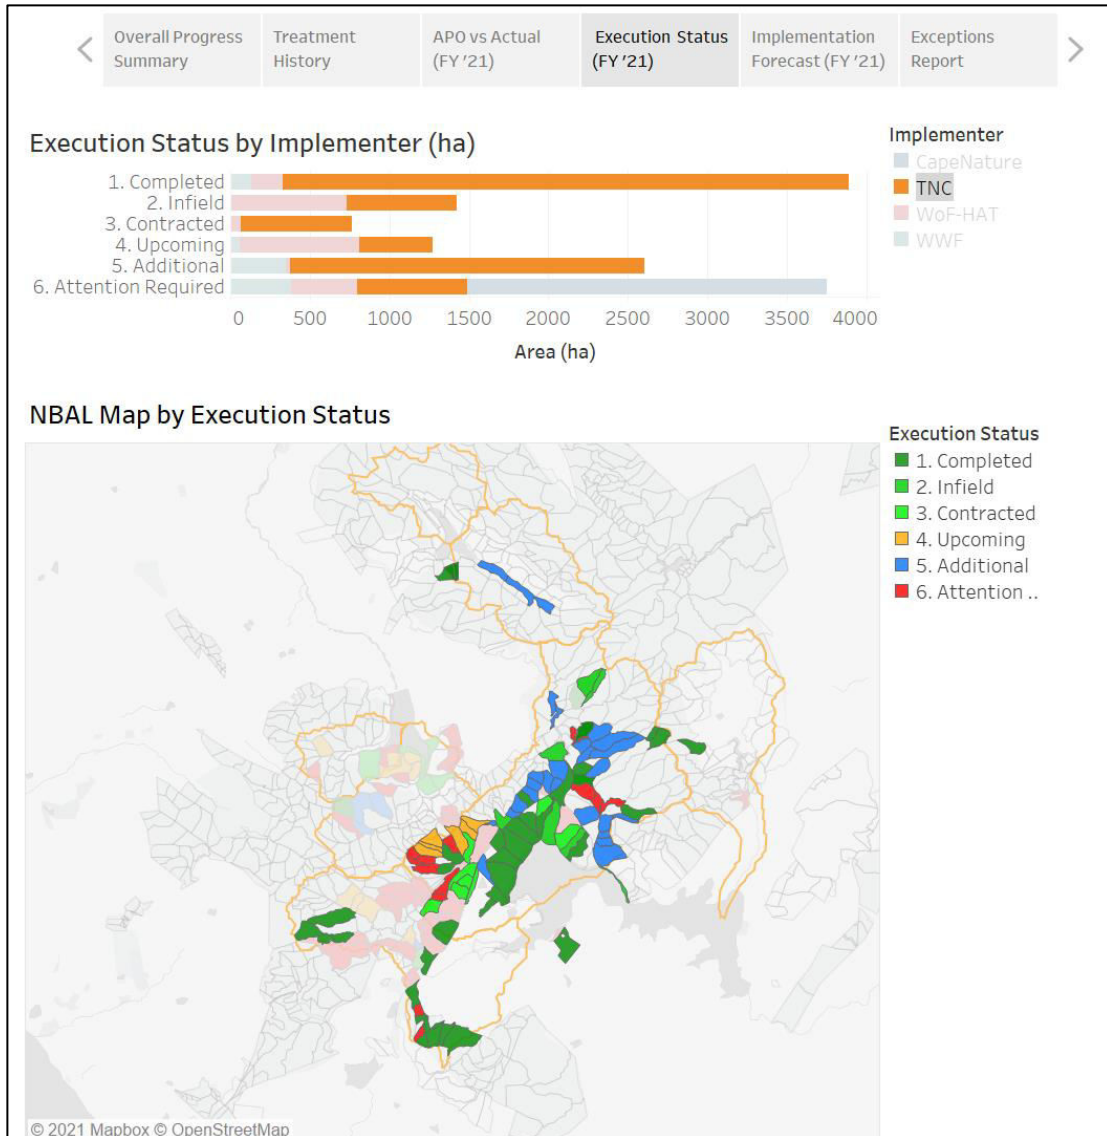 Overall Progress Summary
Treatment History
APO vs Actual (FY '21)
Execution Status (FY '21)
Implementation Forecast (FY '21)
Exceptions Report
Execution Status by Implementer (ha)
Implementer
CapeNature
TNC
WoF-HAT
WWF
1. Completed
2. Infield
3. Contracted
4. Upcoming
5. Additional
6. Attention Required
0 500 1000 1500 2000 2500 3000 3500 4000
Area (ha)
NBAL Map by Execution Status
Execution Status
1. Completed
2. Infield
3. Contracted
4. Upcoming
5. Additional
6. Attention ..
© 2021 Mapbox © OpenStreetMap